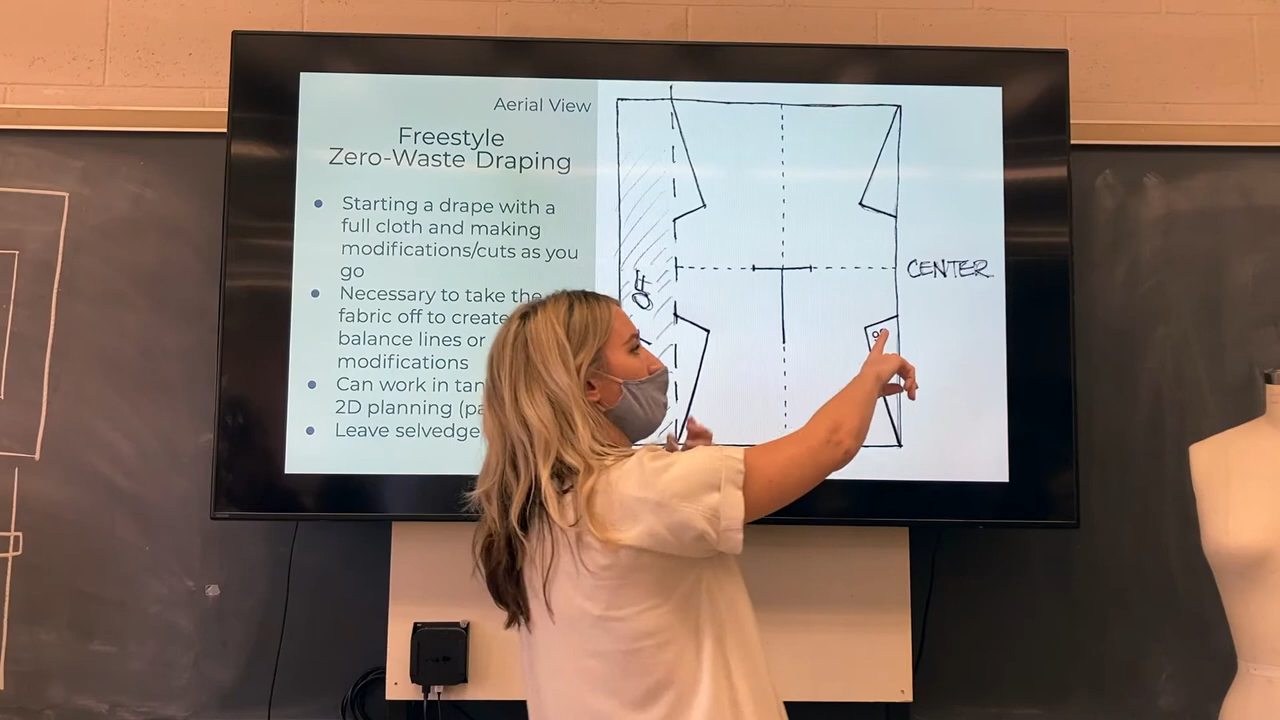 Aerial View
Freestyle
Zero-Waste Draping
Starting a drape with a
full cloth and making
modifications/cuts as you
go
Necessary to take the
fabric off to create
balance lines or
modifications
Can work in
2D planning
Leave selvedge
OFF
CENTER